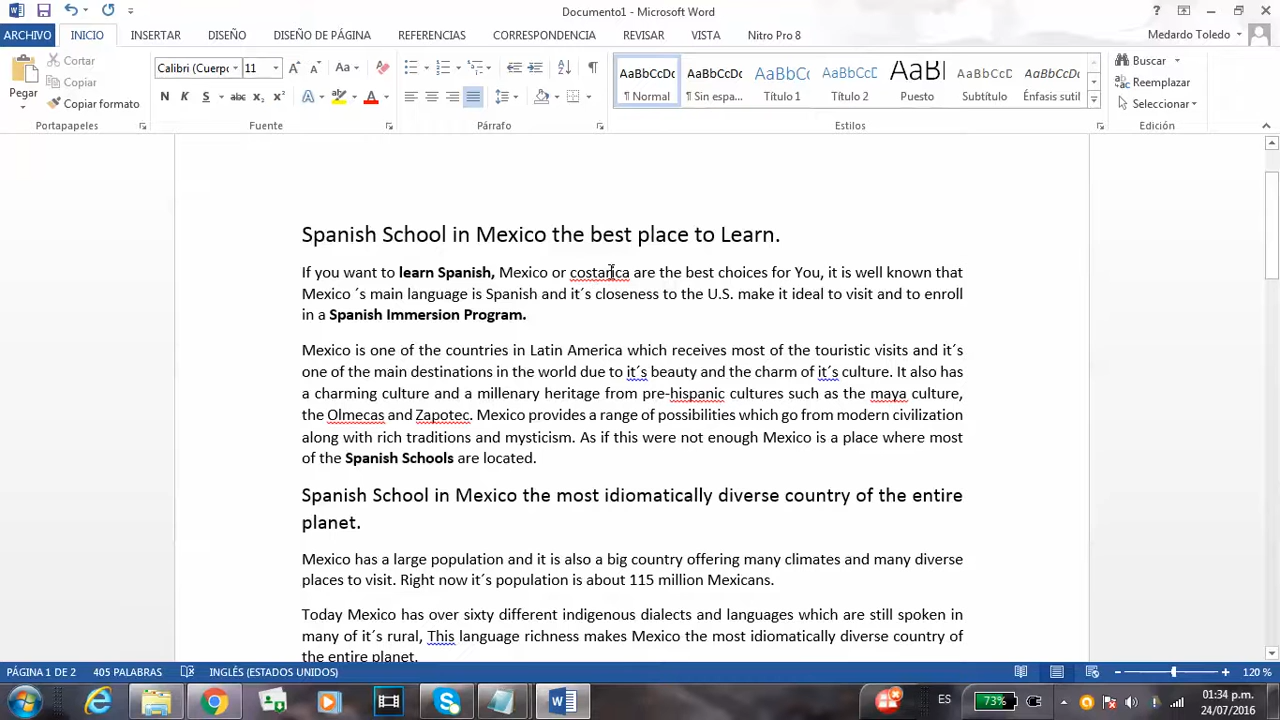 Documento1 - Microsoft Word
ARCHIVO INICIO INSERTAR DISEÑO DISEÑO DE PÁGINA REFERENCIAS CORRESPONDENCIA REVISAR VISTA Nitro Pro 8 Medardo Toledo
Pegar
Cortar
Copiar
Copiar formato
Portapapeles
Calibri (Cuerpo 11
N K S abc x₂ x²
Fuente
Párrafo
AaBbCcDc AaBbCcDc AaBbC AaBbCcD AaBl AaBbCcD AaBbCcDc
¶ Normal ¶ Sin espa... Título 1 Título 2 Puesto Subtítulo Énfasis sutil
Estilos
Buscar
Reemplazar
Seleccionar
Edición
Spanish School in Mexico the best place to Learn.
If you want to learn Spanish, Mexico or costarica are the best choices for You, it is well known that
Mexico ´s main language is Spanish and it´s closeness to the U.S. make it ideal to visit and to enroll
in a Spanish Immersion Program.
Mexico is one of the countries in Latin America which receives most of the touristic visits and it´s
one of the main destinations in the world due to it´s beauty and the charm of it´s culture. It also has
a charming culture and a millenary heritage from pre-hispanic cultures such as the maya culture,
the Olmecas and Zapotec. Mexico provides a range of possibilities which go from modern civilization
along with rich traditions and mysticism. As if this were not enough Mexico is a place where most
of the Spanish Schools are located.
Spanish School in Mexico the most idiomatically diverse country of the entire
planet.
Mexico has a large population and it is also a big country offering many climates and many diverse
places to visit. Right now it´s population is about 115 million Mexicans.
Today Mexico has over sixty different indigenous dialects and languages which are still spoken in
many of it´s rural, This language richness makes Mexico the most idiomatically diverse country of
the entire planet.
PÁGINA 1 DE 2 405 PALABRAS INGLÉS (ESTADOS UNIDOS) 120 %
ES 73% 01:34 p.m.
24/07/2016